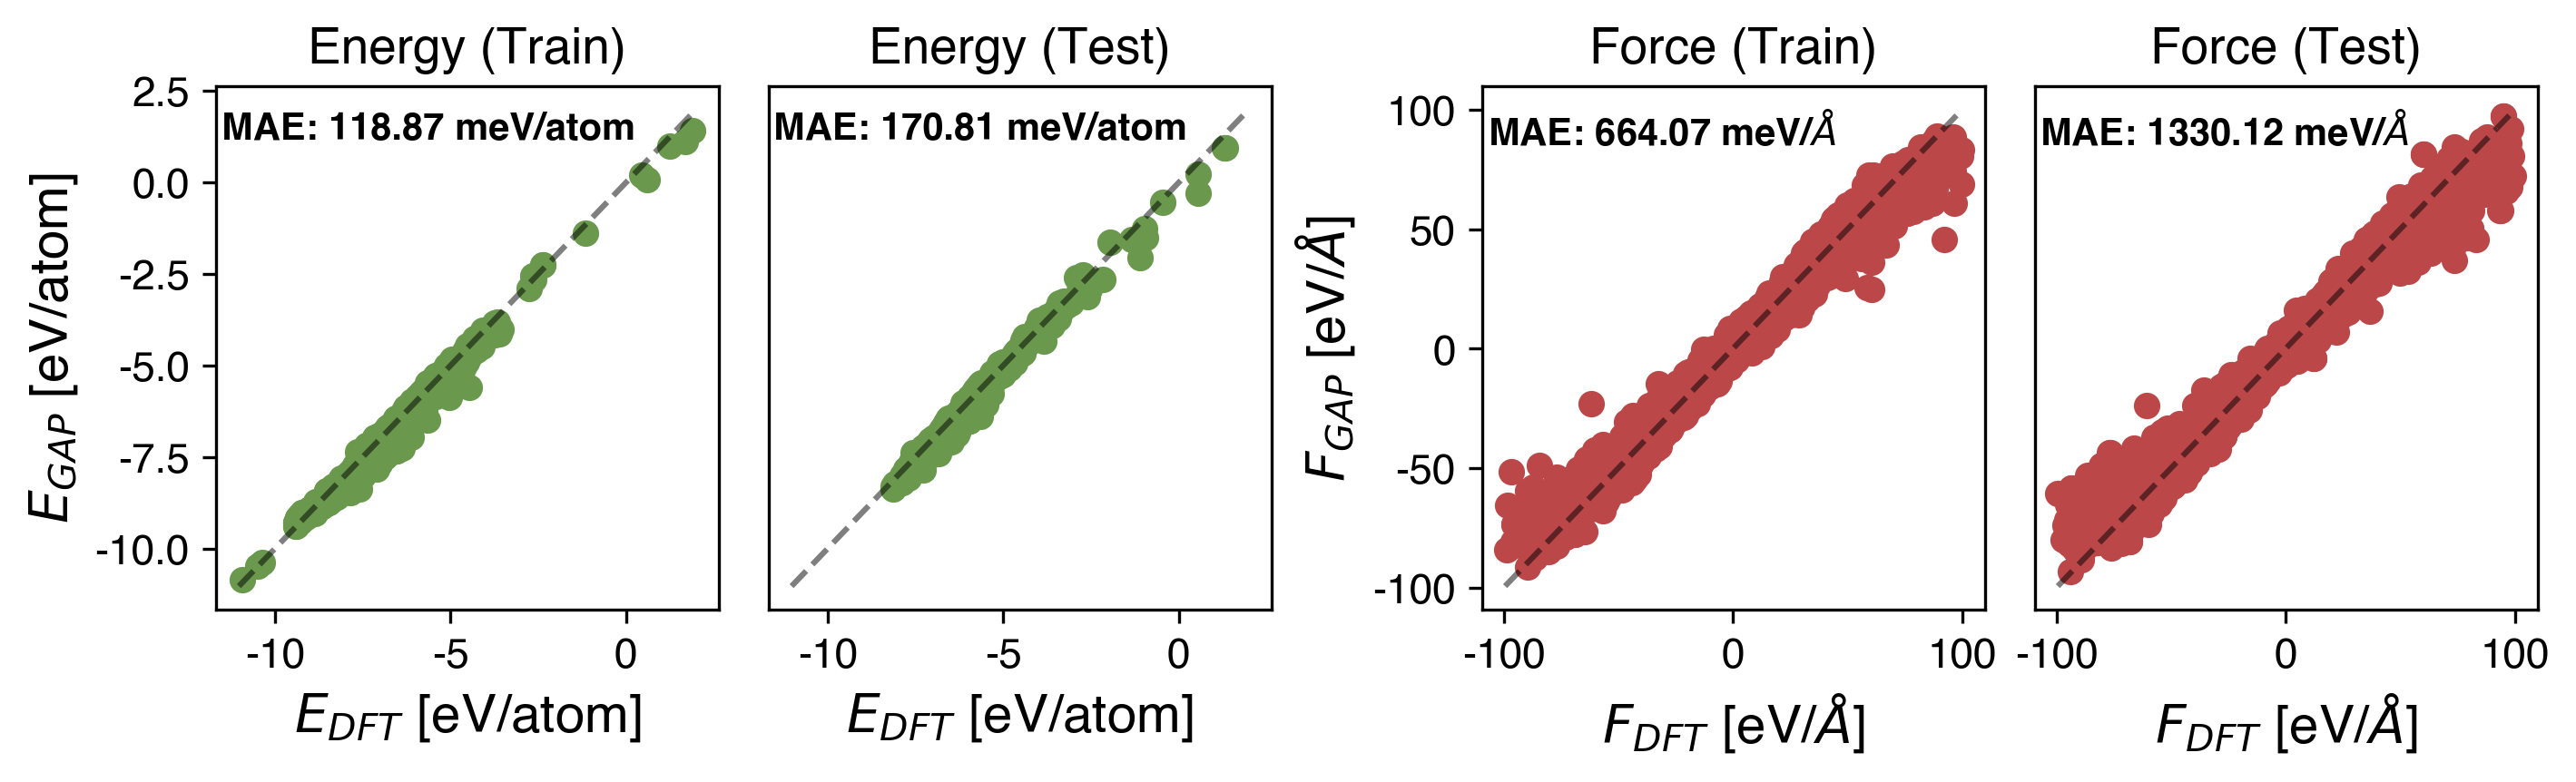 Energy (Train)
Energy (Test)
Force (Train)
Force (Test)
MAE: 118.87 meV/atom
MAE: 170.81 meV/atom
MAE: 664.07 meV/Å
MAE: 1330.12 meV/Å
2.5
0.0
-2.5
-5.0
-7.5
-10.0
E_GAP [eV/atom]
-10 -5 0
E_DFT [eV/atom]
-10 -5 0
E_DFT [eV/atom]
100
50
0
-50
-100
F_GAP [eV/Å]
-100 0 100
F_DFT [eV/Å]
-100 0 100
F_DFT [eV/Å]